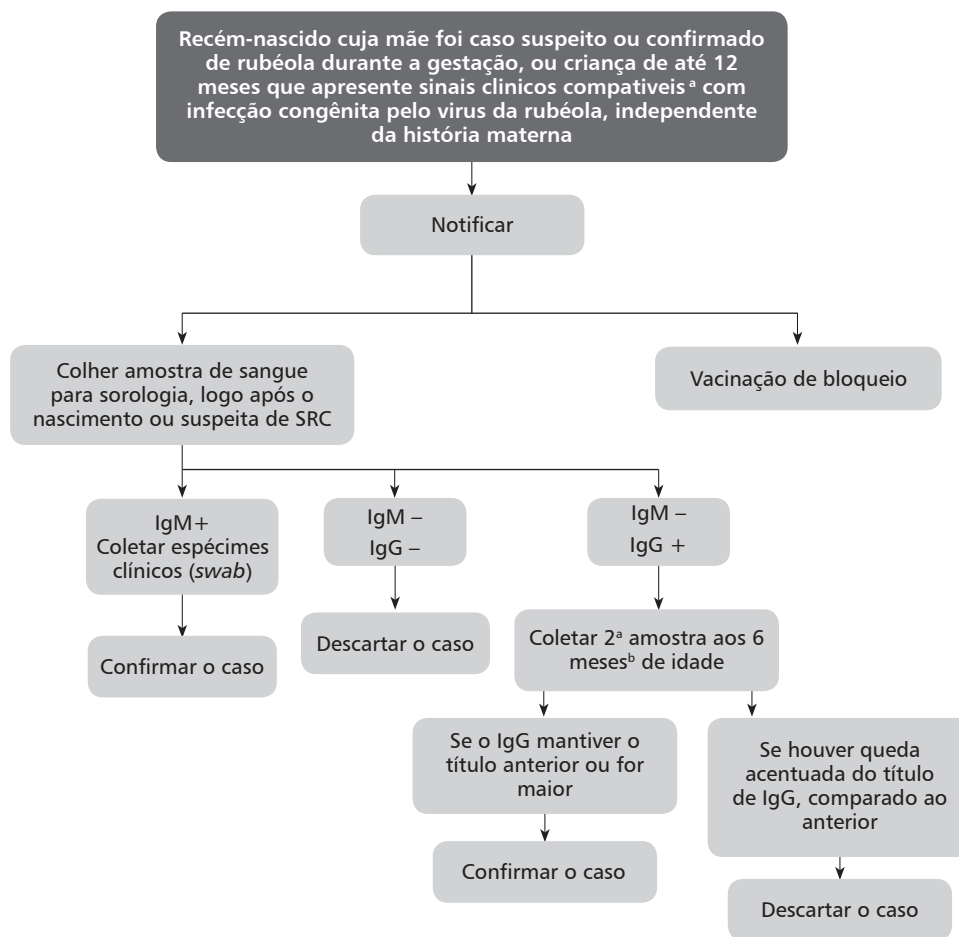 Recém-nascido cuja mãe foi caso suspeito ou confirmado
de rubéola durante a gestação, ou criança de até 12
meses que apresente sinais clinicos compativeis ª com
infecção congênita pelo virus da rubéola, independente
da história materna
Notificar
Colher amostra de sangue
para sorologia, logo após o
nascimento ou suspeita de SRC
Vacinação de bloqueio
IgM+
Coletar espécimes
clínicos (swab)
IgM –
IgG –
IgM –
IgG +
Confirmar o caso
Descartar o caso
Coletar 2ª amostra aos 6
mesesᵇ de idade
Se o IgG mantiver o
título anterior ou for
maior
Se houver queda
acentuada do título
de IgG, comparado ao
anterior
Confirmar o caso
Descartar o caso